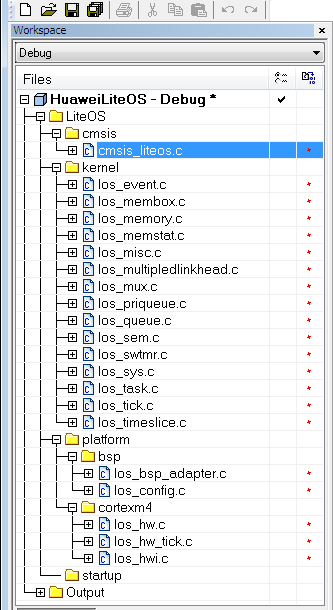 Workspace
Debug
Files
HuaweiLiteOS - Debug *
LiteOS
cmsis
cmsis_liteos.c
kernel
los_event.c
los_membox.c
los_memory.c
los_memstat.c
los_misc.c
los_multipledlinkhead.c
los_mux.c
los_priqueue.c
los_queue.c
los_sem.c
los_swtmr.c
los_sys.c
los_task.c
los_tick.c
los_timeslice.c
platform
bsp
los_bsp_adapter.c
los_config.c
cortexm4
los_hw.c
los_hw_tick.c
los_hwi.c
startup
Output